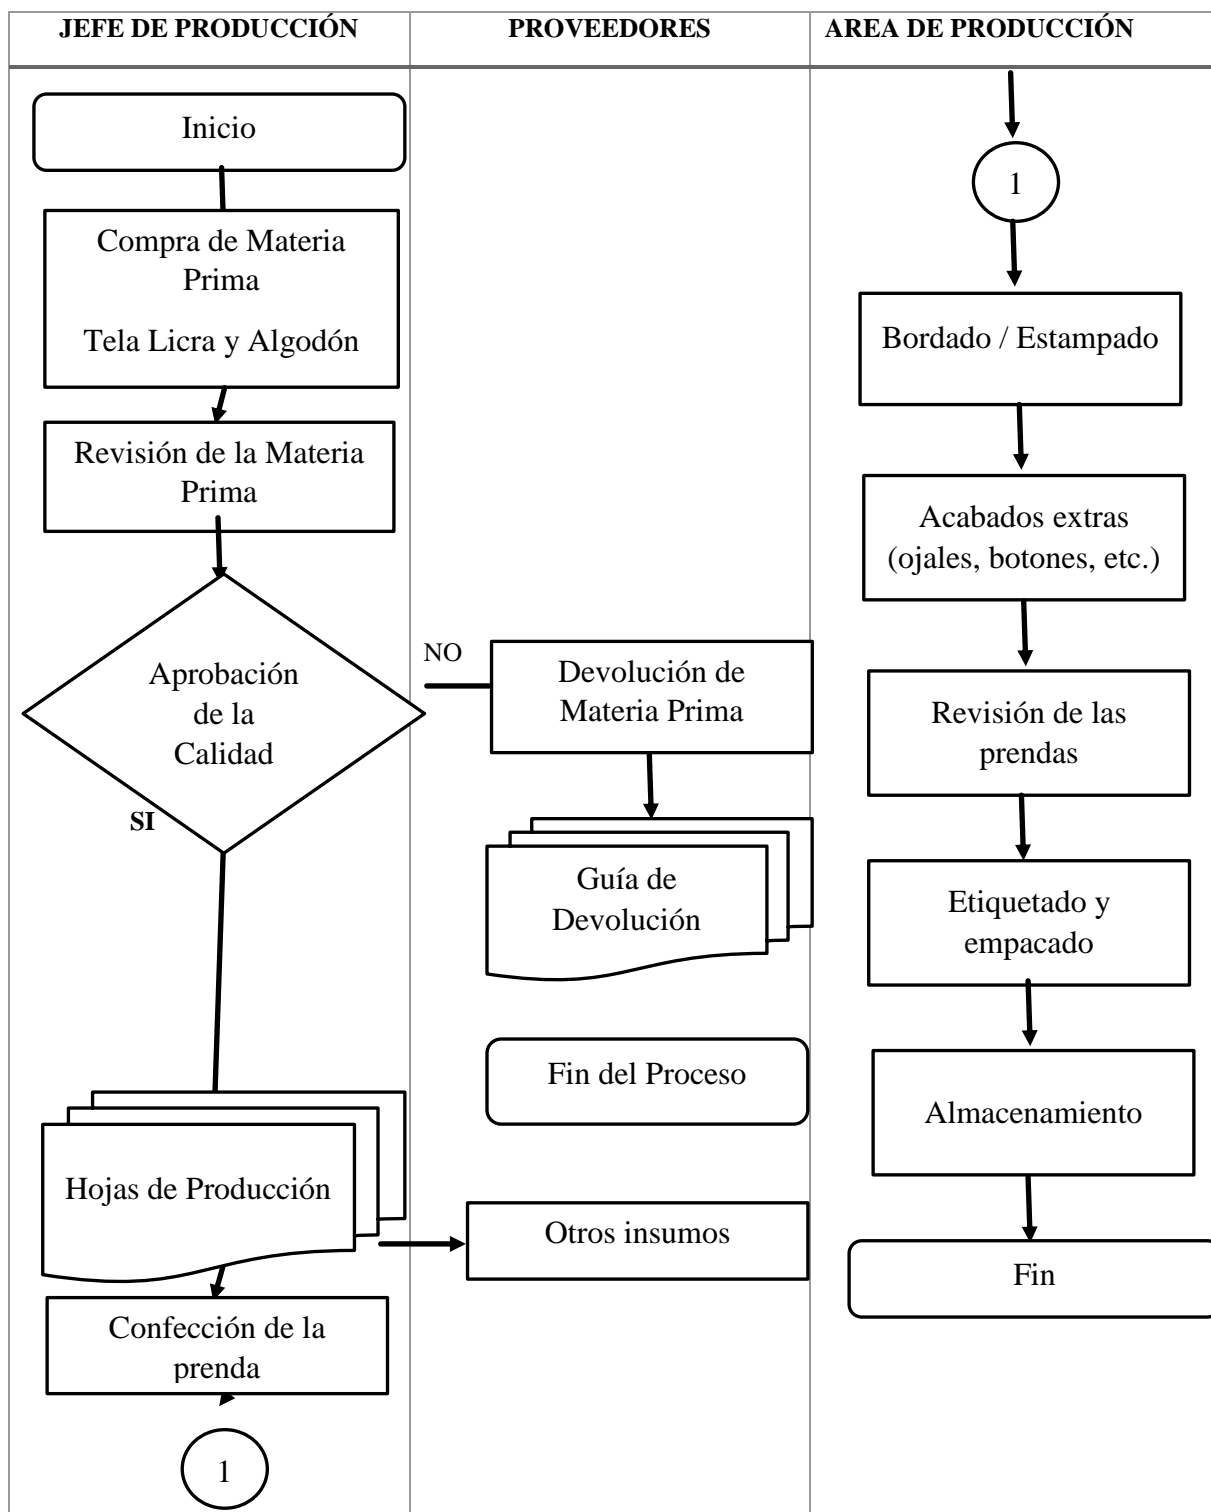 JEFE DE PRODUCCIÓN
PROVEEDORES
AREA DE PRODUCCIÓN
Inicio
Compra de Materia
Prima
Tela Licra y Algodón
Revisión de la Materia
Prima
Aprobación
de la
Calidad
SI
Hojas de Producción
Confección de la
prenda
1
NO
Devolución de
Materia Prima
Guía de
Devolución
Fin del Proceso
Otros insumos
1
Bordado / Estampado
Acabados extras
(ojales, botones, etc.)
Revisión de las
prendas
Etiquetado y
empacado
Almacenamiento
Fin